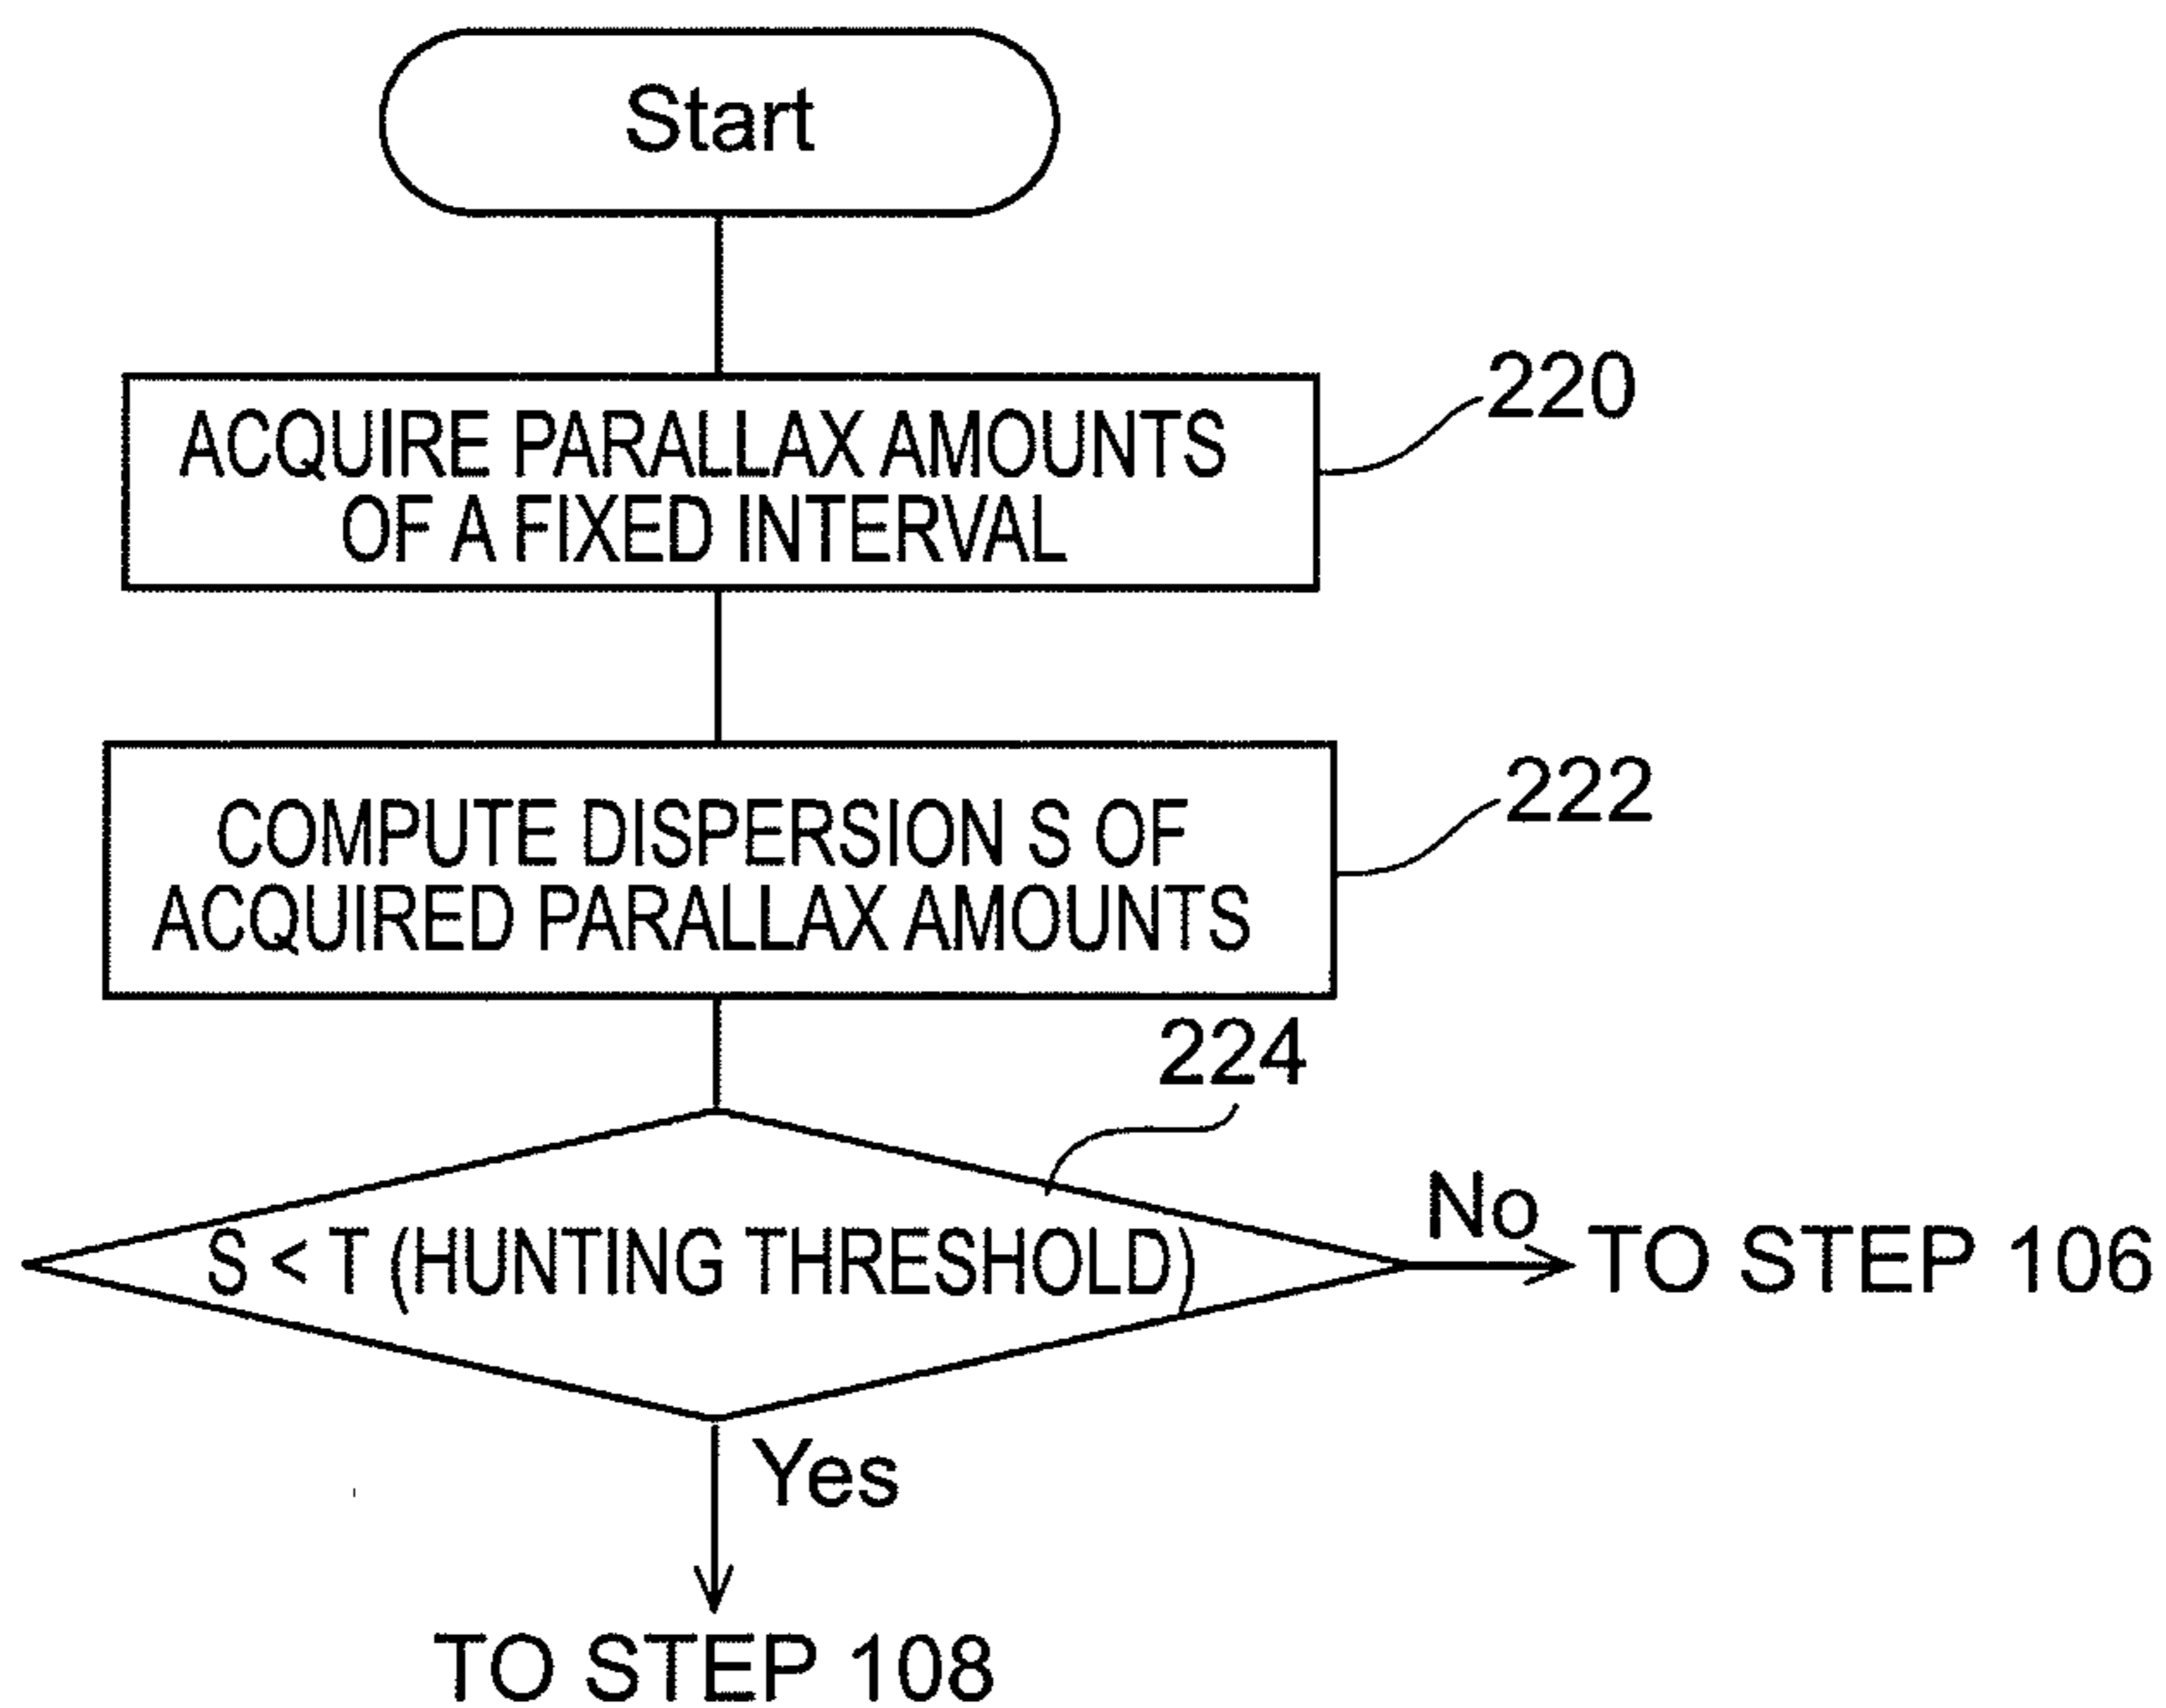 Start
ACQUIRE PARALLAX AMOUNTS
OF A FIXED INTERVAL
220
COMPUTE DISPERSION S OF
ACQUIRED PARALLAX AMOUNTS
222
224
S < T (HUNTING THRESHOLD)
No
TO STEP 106
Yes
TO STEP 108